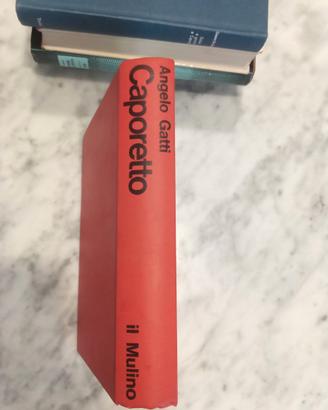 Angelo Gatti
Caporetto
il Mulino